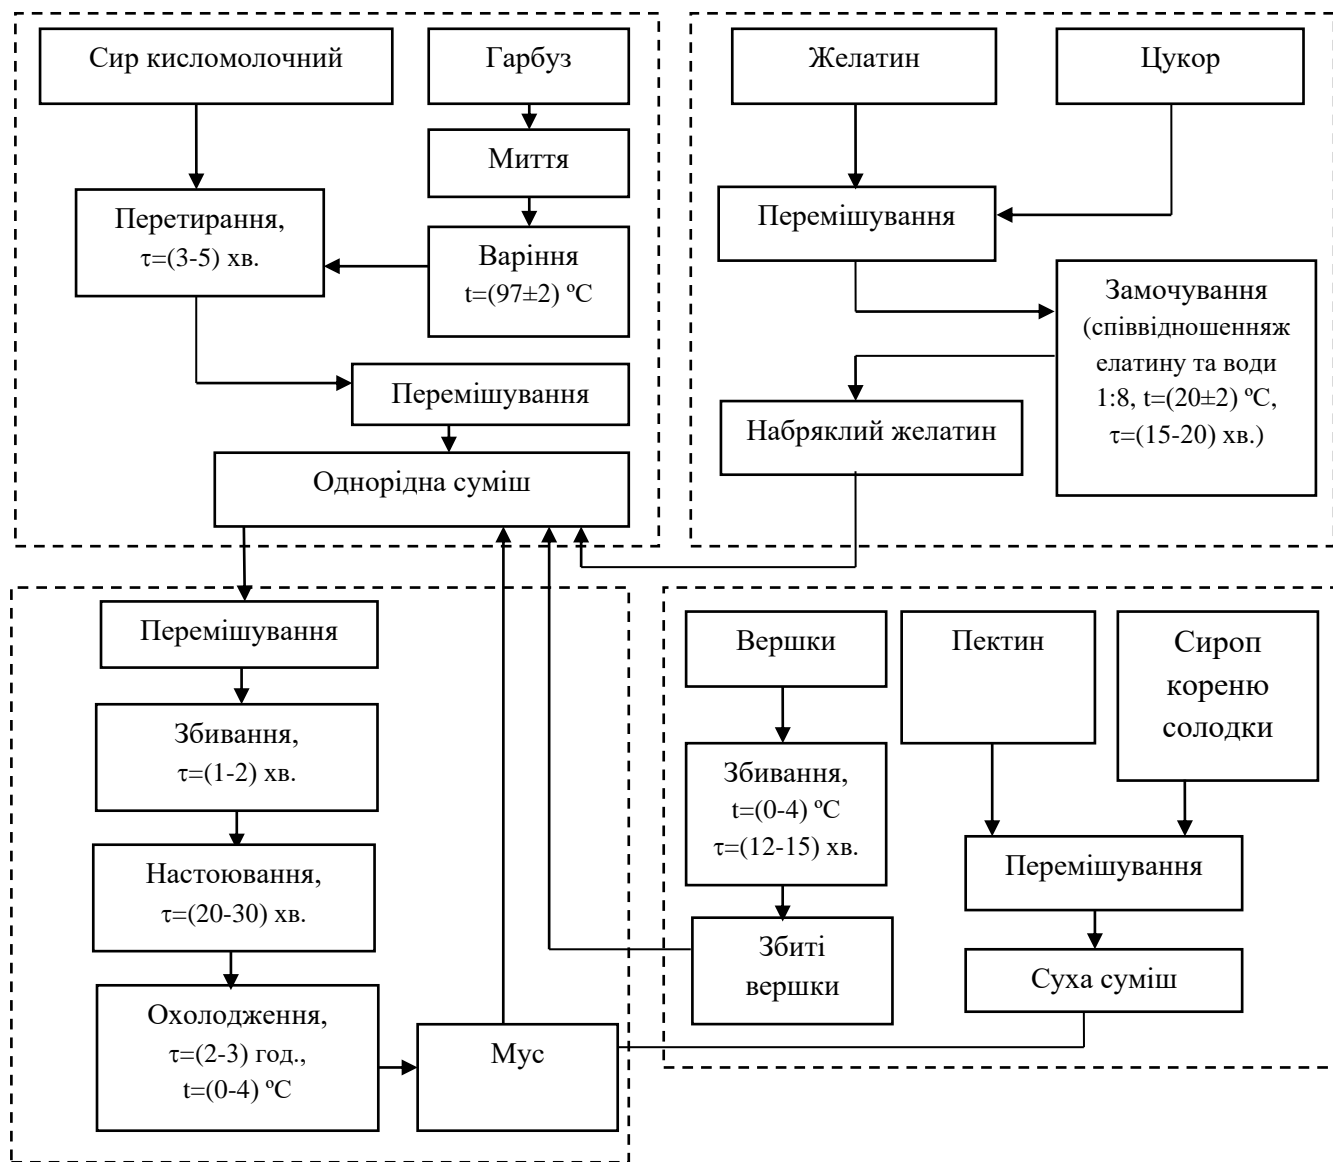 Сир кисломолочний
Гарбуз
Миття
Перетирання,
τ=(3-5) хв.
Варіння
t=(97±2) ºС
Перемішування
Однорідна суміш
Желатин
Цукор
Перемішування
Замочування
(співвідношенняж
елатину та води
1:8, t=(20±2) ºС,
τ=(15-20) хв.)
Набряклий желатин
Перемішування
Збивання,
τ=(1-2) хв.
Настоювання,
τ=(20-30) хв.
Охолодження,
τ=(2-3) год.,
t=(0-4) ºС
Мус
Вершки
Пектин
Сироп
кореню
солодки
Збивання,
t=(0-4) ºС
τ=(12-15) хв.
Перемішування
Збиті
вершки
Суха суміш